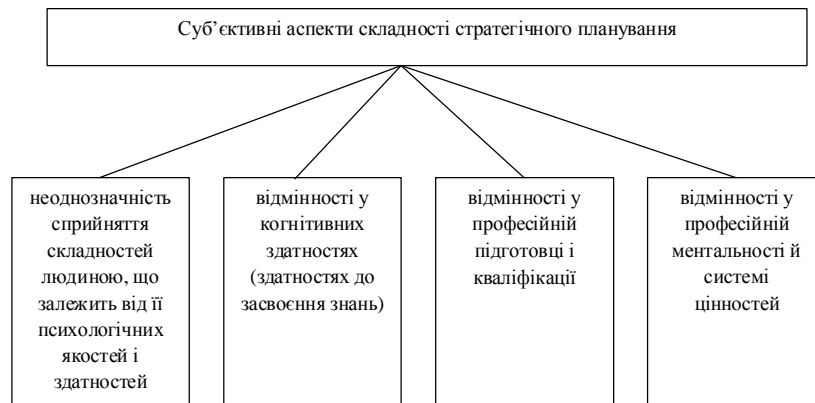 Суб’єктивні аспекти складності стратегічного планування
неоднозначність
сприйняття
складностей
людиною, що
залежить від її
психологічних
якостей і
здатностей
відмінності у
когнітивних
здатностях
(здатностях до
засвоєння знань)
відмінності у
професійній
підготовці і
кваліфікації
відмінності у
професійній
ментальності й
системі
цінностей